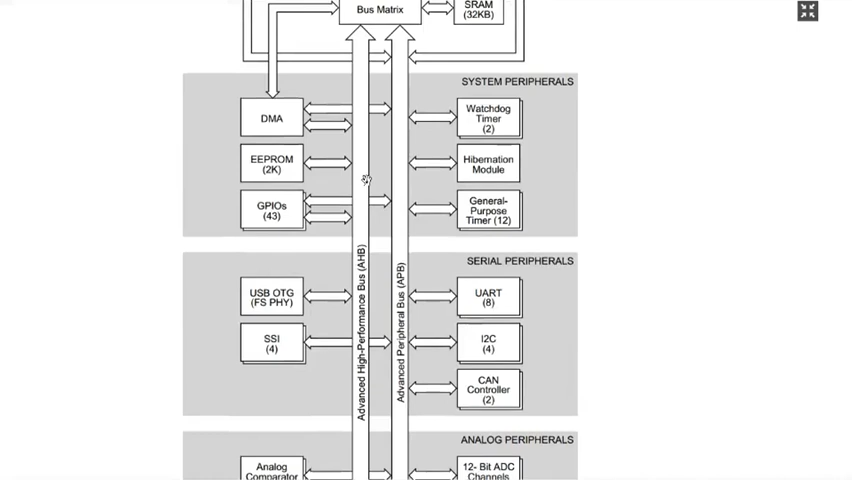 Bus Matrix
SRAM
(32KB)
SYSTEM PERIPHERALS
DMA
Watchdog
Timer
(2)
EEPROM
(2K)
Hibernation
Module
GPIOs
(43)
General-
Purpose
Timer (12)
Advanced High-Performance Bus (AHB)
Advanced Peripheral Bus (APB)
SERIAL PERIPHERALS
USB OTG
(FS PHY)
UART
(8)
SSI
(4)
I2C
(4)
CAN
Controller
(2)
ANALOG PERIPHERALS
Analog
Comparator
12- Bit ADC
Channels